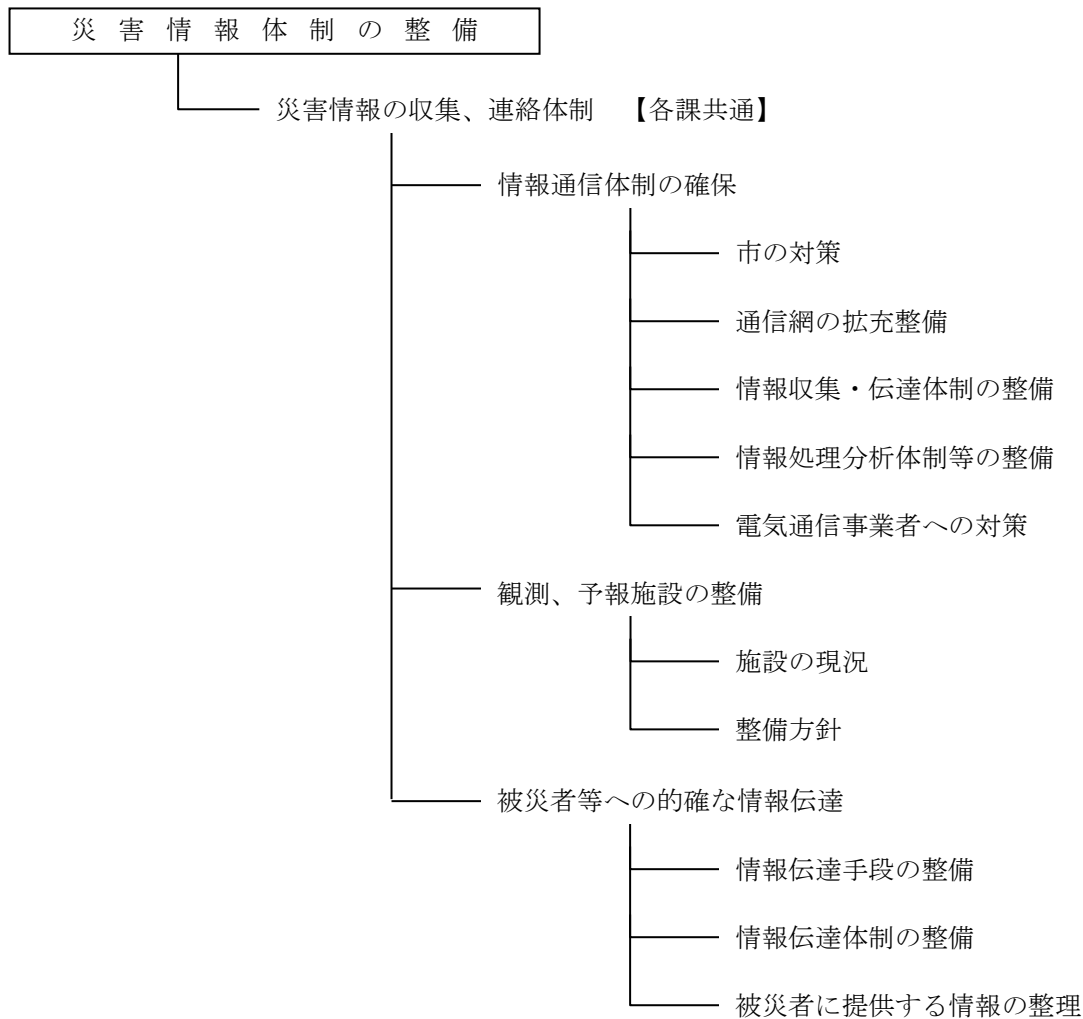 災害情報体制の整備
災害情報の収集、連絡体制　【各課共通】
情報通信体制の確保
市の対策
通信網の拡充整備
情報収集・伝達体制の整備
情報処理分析体制等の整備
電気通信事業者への対策
観測、予報施設の整備
施設の現況
整備方針
被災者等への的確な情報伝達
情報伝達手段の整備
情報伝達体制の整備
被災者に提供する情報の整理